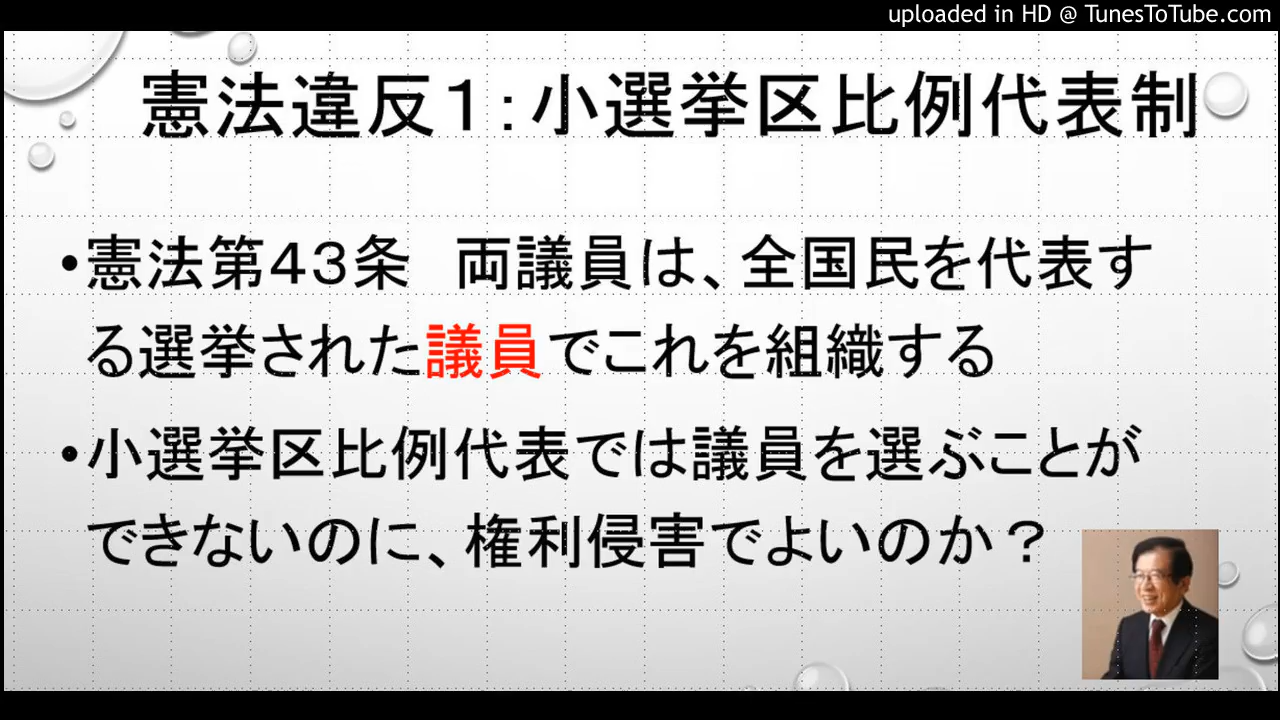 uploaded in HD @ TunesToTube.com
憲法違反１：小選挙区比例代表制
•憲法第４３条　両議員は、全国民を代表す
る選挙された議員でこれを組織する
•小選挙区比例代表では議員を選ぶことが
できないのに、権利侵害でよいのか？